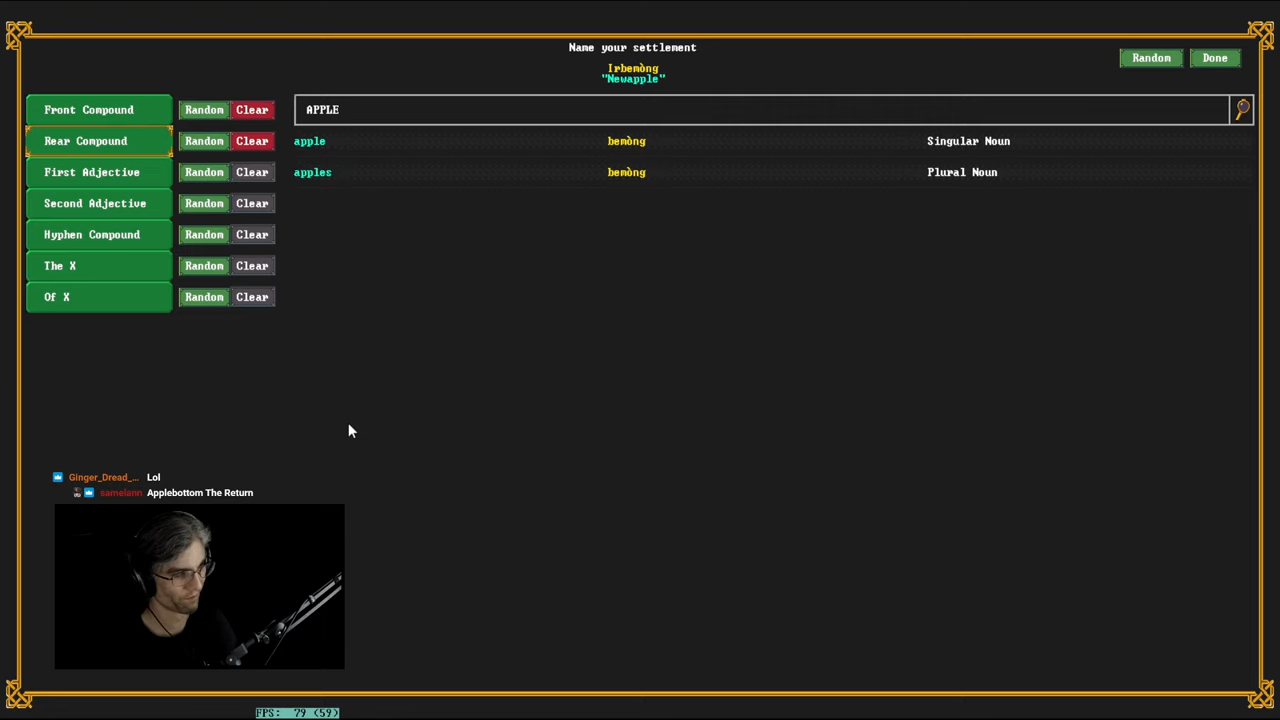 Name your settlement
Irbemòng
"Newapple"
Random Done
Front Compound Random Clear APPLE
Rear Compound Random Clear apple bemòng Singular Noun
First Adjective Random Clear apples bemòng Plural Noun
Second Adjective Random Clear
Hyphen Compound Random Clear
The X Random Clear
Of X Random Clear
Ginger_Dread_... Lol
samelann Applebottom The Return
FPS: 79 (59)